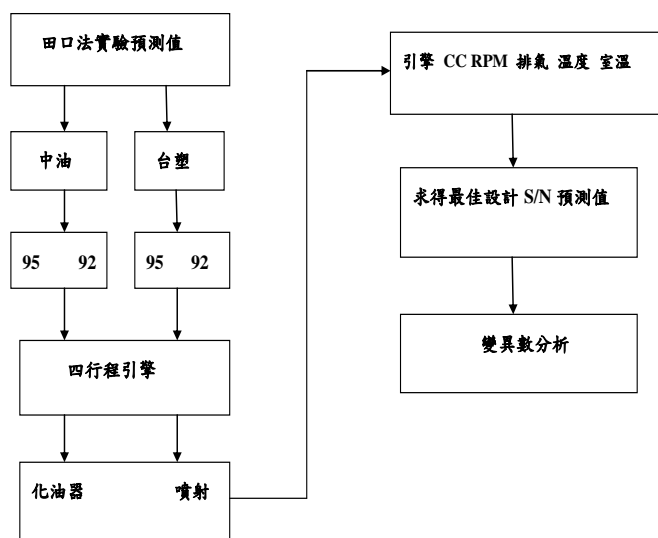 田口法實驗預測值
中油
台塑
95 92
95 92
四行程引擎
化油器 噴射
引擎 CC RPM 排氣 溫度 室溫
求得最佳設計 S/N 預測值
變異數分析